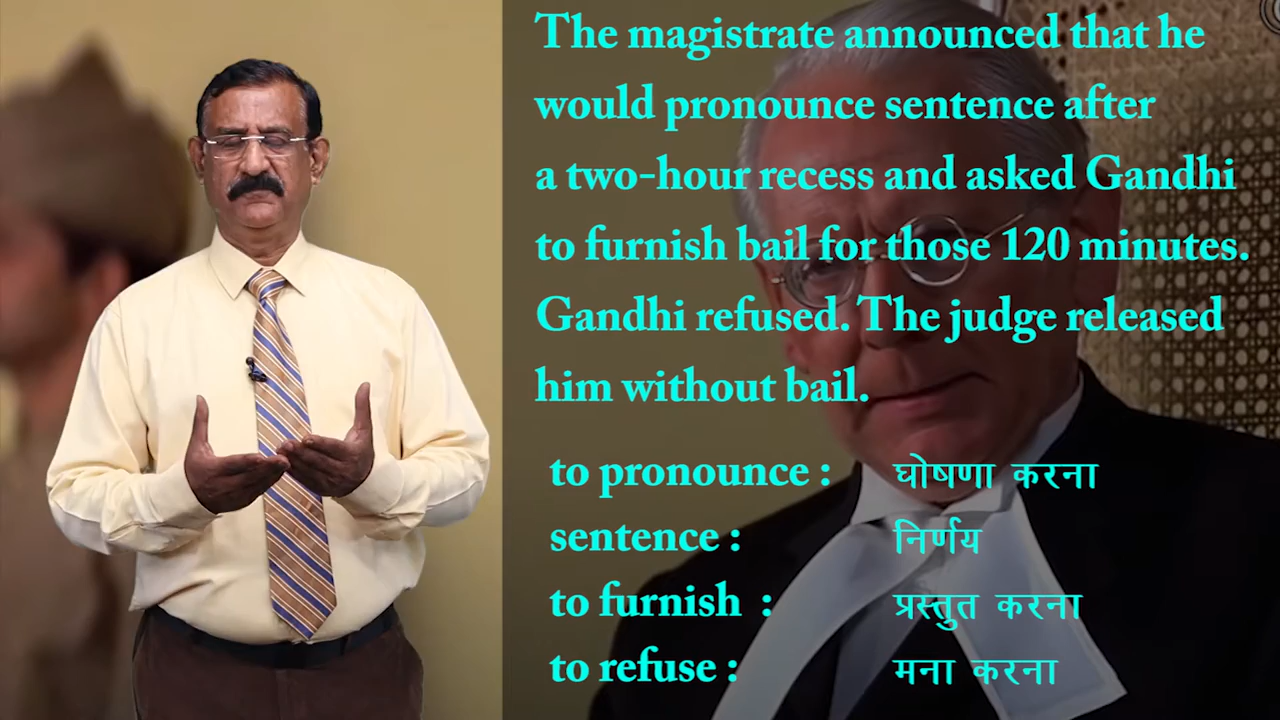 The magistrate announced that he
would pronounce sentence after
a two-hour recess and asked Gandhi
to furnish bail for those 120 minutes.
Gandhi refused. The judge released
him without bail.
to pronounce : घोषणा करना
sentence : निर्णय
to furnish : प्रस्तुत करना
to refuse : मना करना